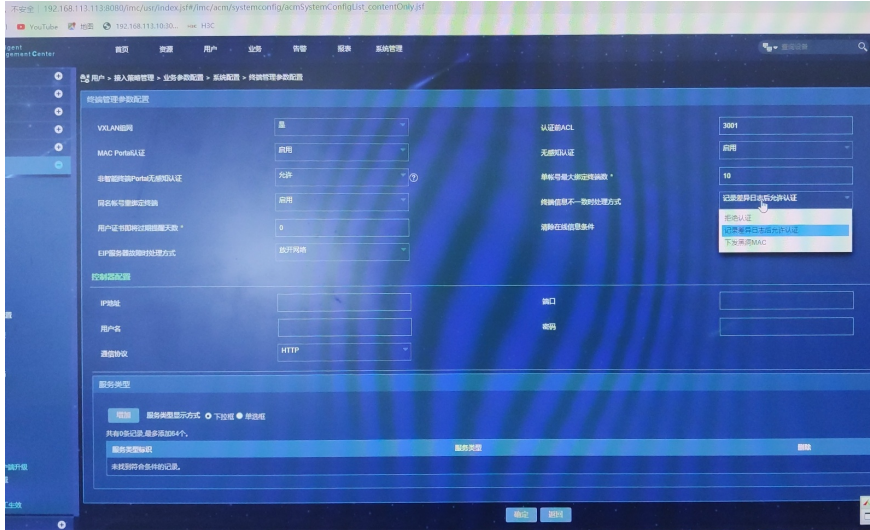 不安全 | 192.168.113.113:8080/imc/usr/index.jsf#/imc/acm/systemconfig/acmSystemConfigList_contentOnly.jsf
YouTube 地图 192.168.113.10:30... H3C
首页 资源 用户 业务 告警 报表 系统管理
用户 > 接入策略管理 > 业务参数配置 > 系统配置 > 终端管理参数配置
终端管理参数配置
VXLAN组网 是 认证前ACL 3001
MAC Portal认证 启用 无感知认证 启用
非智能终端Portal无感知认证 允许 单帐号最大绑定终端数 * 10
同名帐号重绑定终端 启用 终端信息不一致时处理方式 记录差异日志后允许认证
拒绝认证
用户证书即将过期提醒天数 * 0 清除在线信息条件 记录差异日志后允许认证
EIP服务器故障时处理方式 放开网络
控制器配置
IP地址 端口
用户名 密码
通信协议 HTTP
服务类型
增加 服务类型显示方式 下拉框 单选框
共有0条记录,最多添加64个。
服务类型标识 服务类型 删除
未找到符合条件的记录。
确定 返回